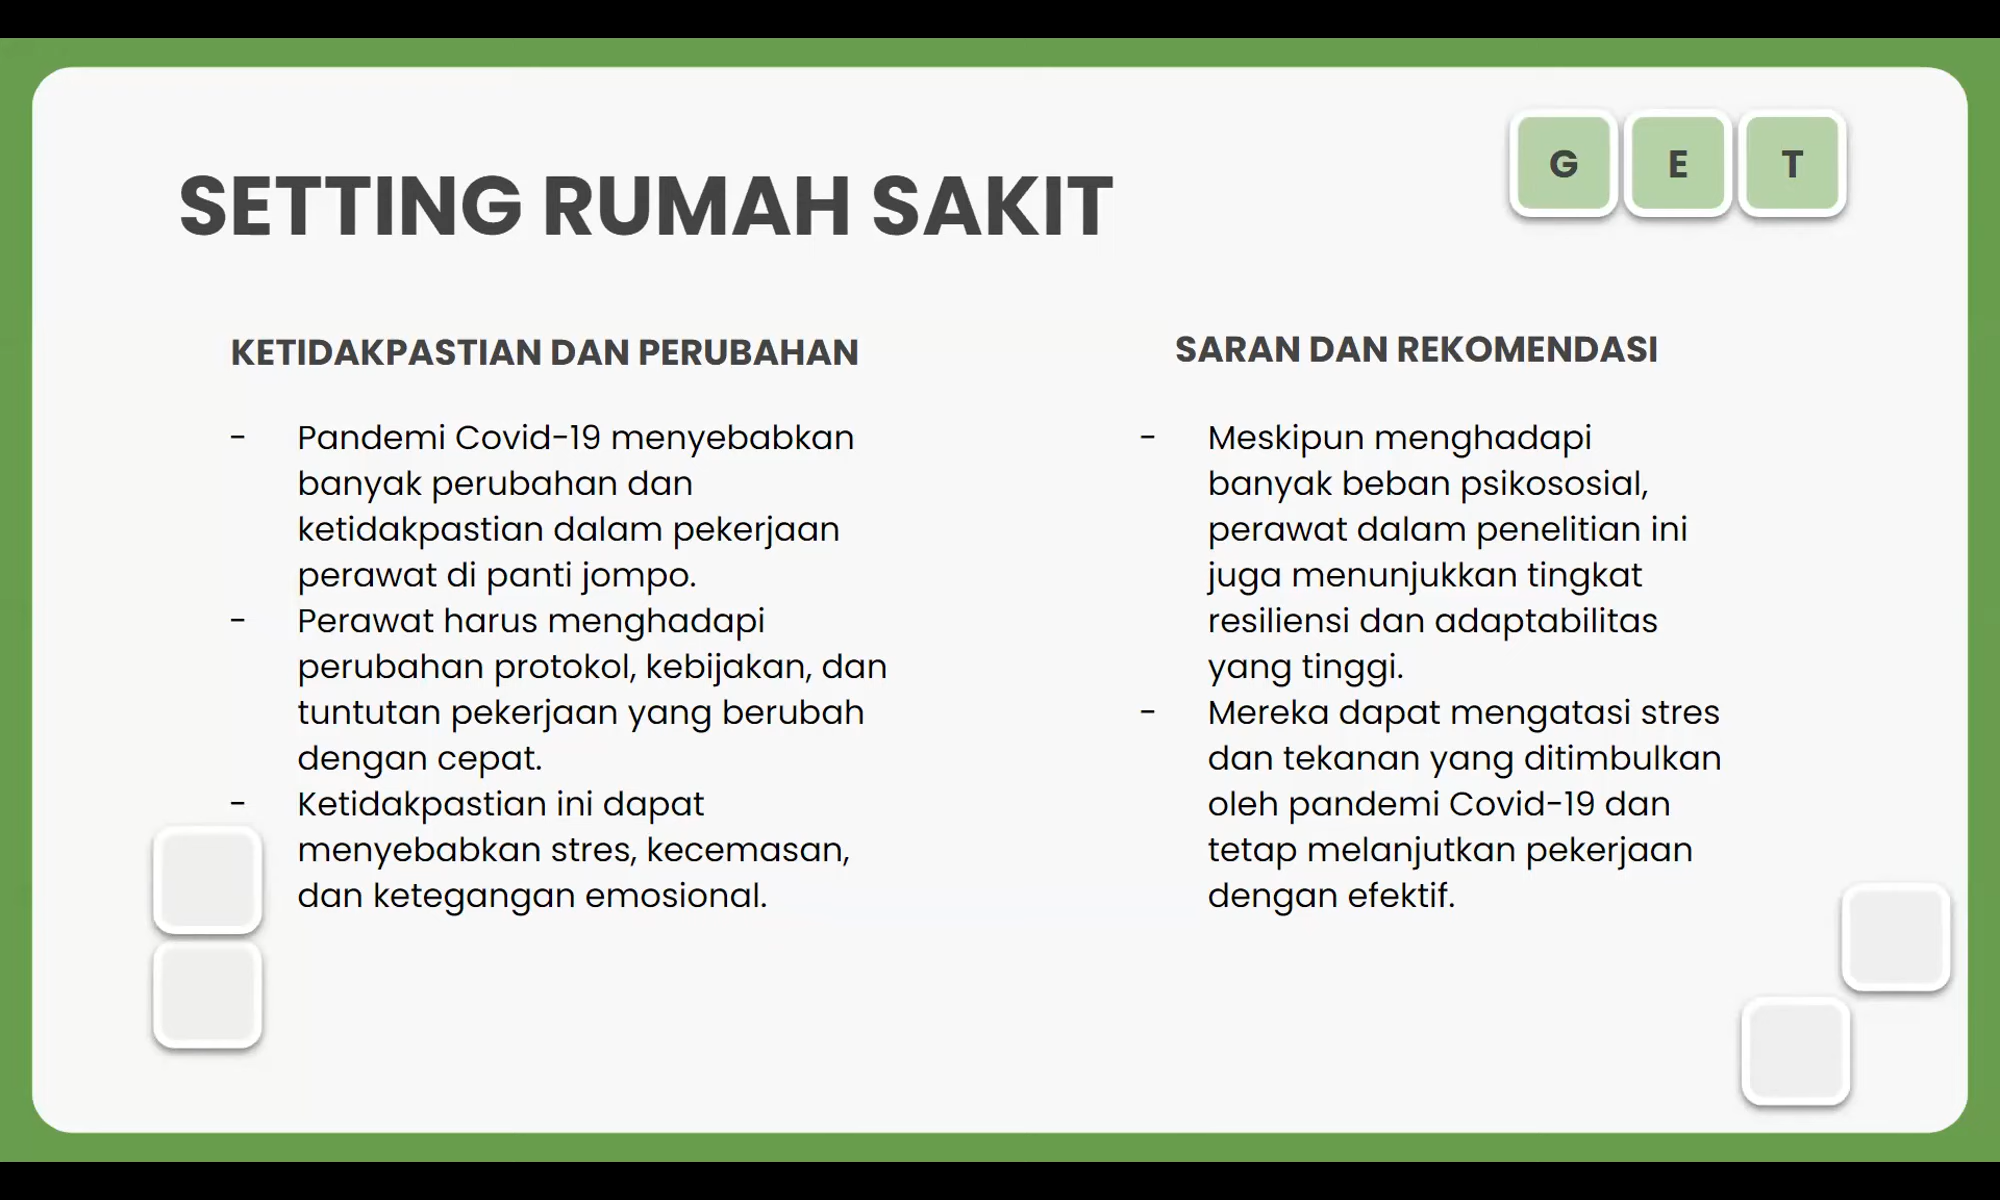 G E T
SETTING RUMAH SAKIT
KETIDAKPASTIAN DAN PERUBAHAN
- Pandemi Covid-19 menyebabkan
banyak perubahan dan
ketidakpastian dalam pekerjaan
perawat di panti jompo.
- Perawat harus menghadapi
perubahan protokol, kebijakan, dan
tuntutan pekerjaan yang berubah
dengan cepat.
- Ketidakpastian ini dapat
menyebabkan stres, kecemasan,
dan ketegangan emosional.
SARAN DAN REKOMENDASI
- Meskipun menghadapi
banyak beban psikososial,
perawat dalam penelitian ini
juga menunjukkan tingkat
resiliensi dan adaptabilitas
yang tinggi.
- Mereka dapat mengatasi stres
dan tekanan yang ditimbulkan
oleh pandemi Covid-19 dan
tetap melanjutkan pekerjaan
dengan efektif.